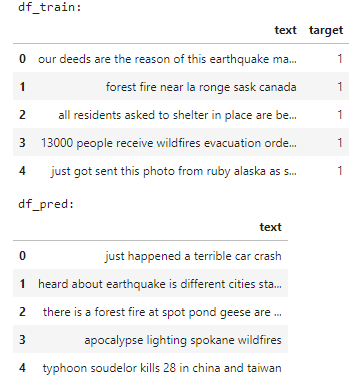 df_train:
text target
0 our deeds are the reason of this earthquake ma... 1
1 forest fire near la ronge sask canada 1
2 all residents asked to shelter in place are be... 1
3 13000 people receive wildfires evacuation orde... 1
4 just got sent this photo from ruby alaska as s... 1
df_pred:
text
0 just happened a terrible car crash
1 heard about earthquake is different cities sta...
2 there is a forest fire at spot pond geese are ...
3 apocalypse lighting spokane wildfires
4 typhoon soudelor kills 28 in china and taiwan